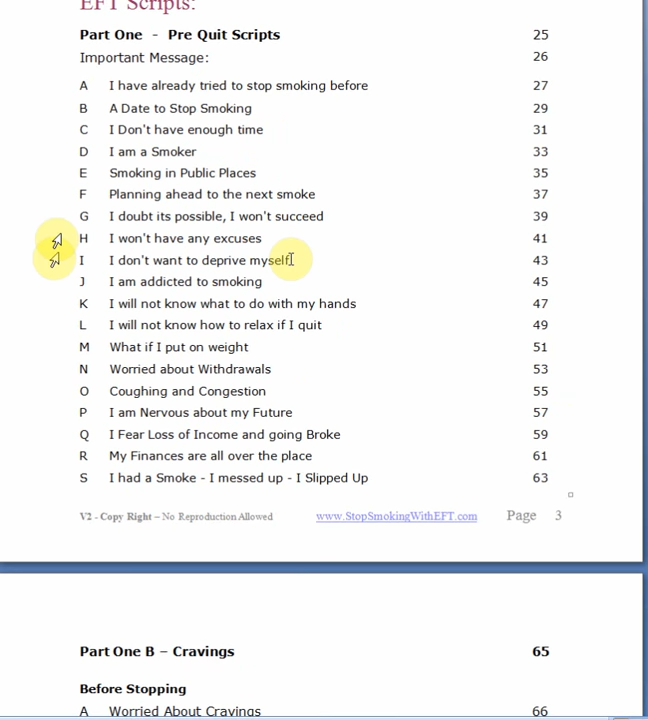 EFT Scripts:
Part One - Pre Quit Scripts 25
Important Message: 26
A I have already tried to stop smoking before 27
B A Date to Stop Smoking 29
C I Don't have enough time 31
D I am a Smoker 33
E Smoking in Public Places 35
F Planning ahead to the next smoke 37
G I doubt its possible, I won't succeed 39
H I won't have any excuses 41
I I don't want to deprive myself 43
J I am addicted to smoking 45
K I will not know what to do with my hands 47
L I will not know how to relax if I quit 49
M What if I put on weight 51
N Worried about Withdrawals 53
O Coughing and Congestion 55
P I am Nervous about my Future 57
Q I Fear Loss of Income and going Broke 59
R My Finances are all over the place 61
S I had a Smoke - I messed up - I Slipped Up 63
V2 - Copy Right – No Reproduction Allowed www.StopSmokingWithEFT.com Page 3
Part One B – Cravings 65
Before Stopping
A Worried About Cravings 66